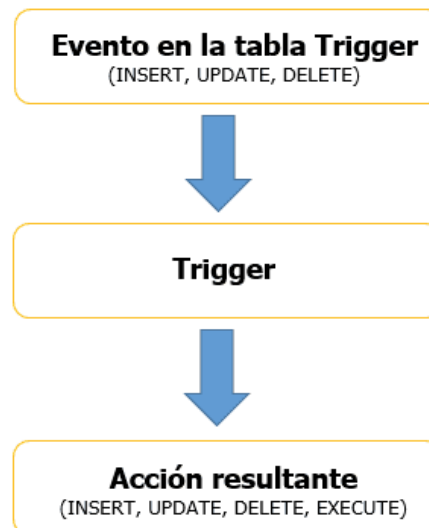 Evento en la tabla Trigger
(INSERT, UPDATE, DELETE)
Trigger
Acción resultante
(INSERT, UPDATE, DELETE, EXECUTE)